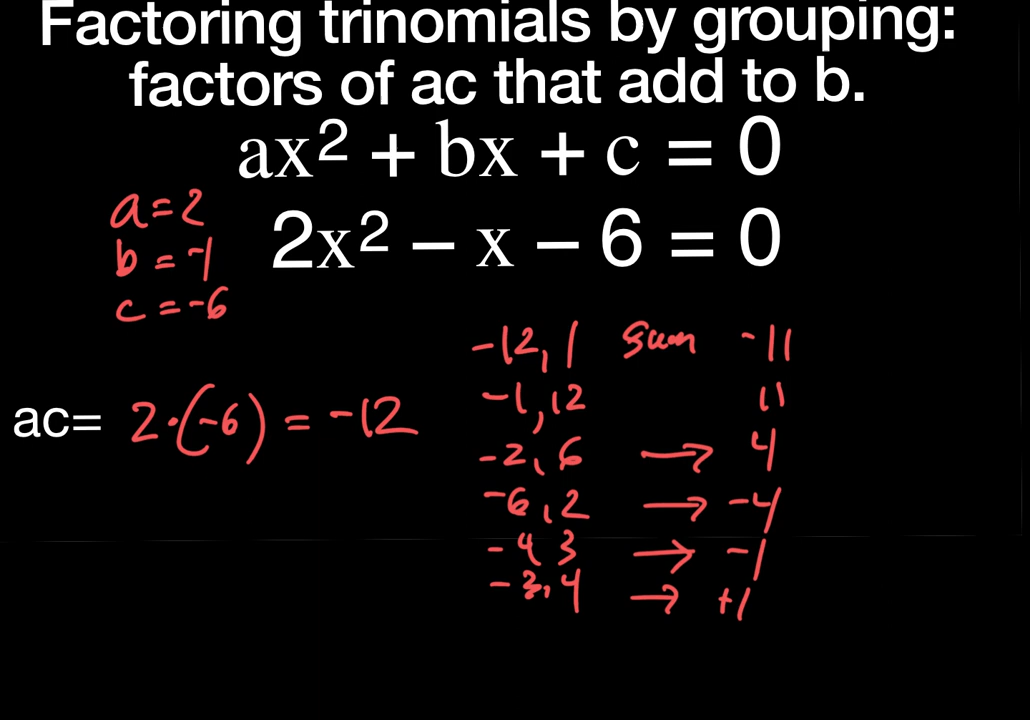 Factoring trinomials by grouping:
factors of ac that add to b.
ax² + bx + c = 0
a=2
2x² – x – 6 = 0
b = -1
c = -6
-12, 1 sum -11
-1, 12 11
ac= 2·(-6) = -12
-2, 6 → 4
-6, 2 → -4
-4 3 → -1
-3, 4 → +1